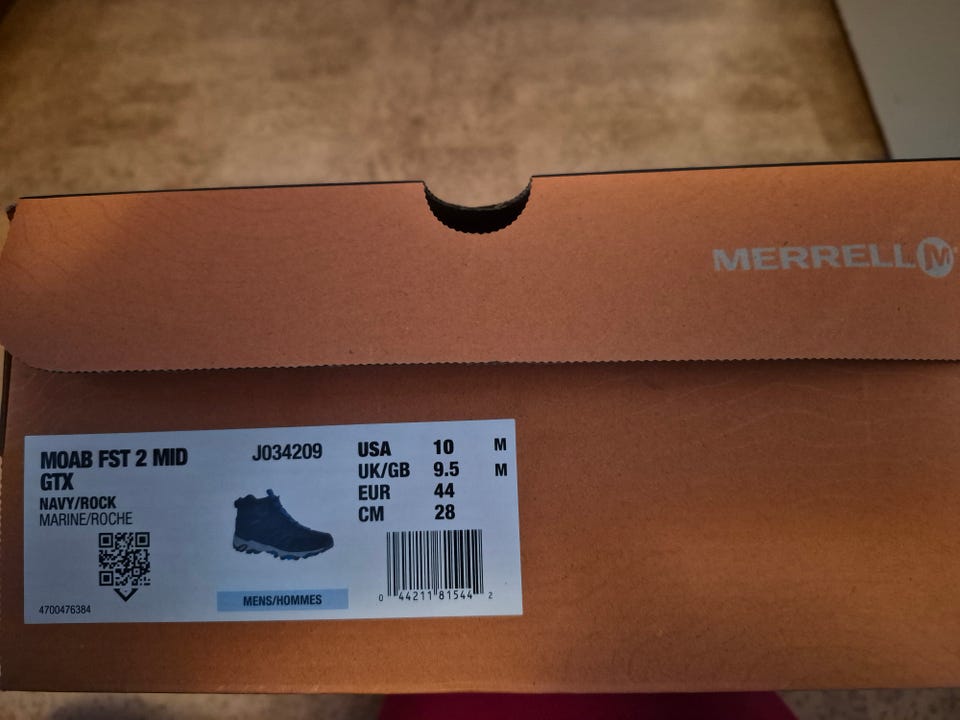 MERRELL M
MOAB FST 2 MID
GTX
NAVY/ROCK
MARINE/ROCHE
4700476384
J034209
MENS/HOMMES
USA 10 M
UK/GB 9.5 M
EUR 44
CM 28
0 44211 81544 2